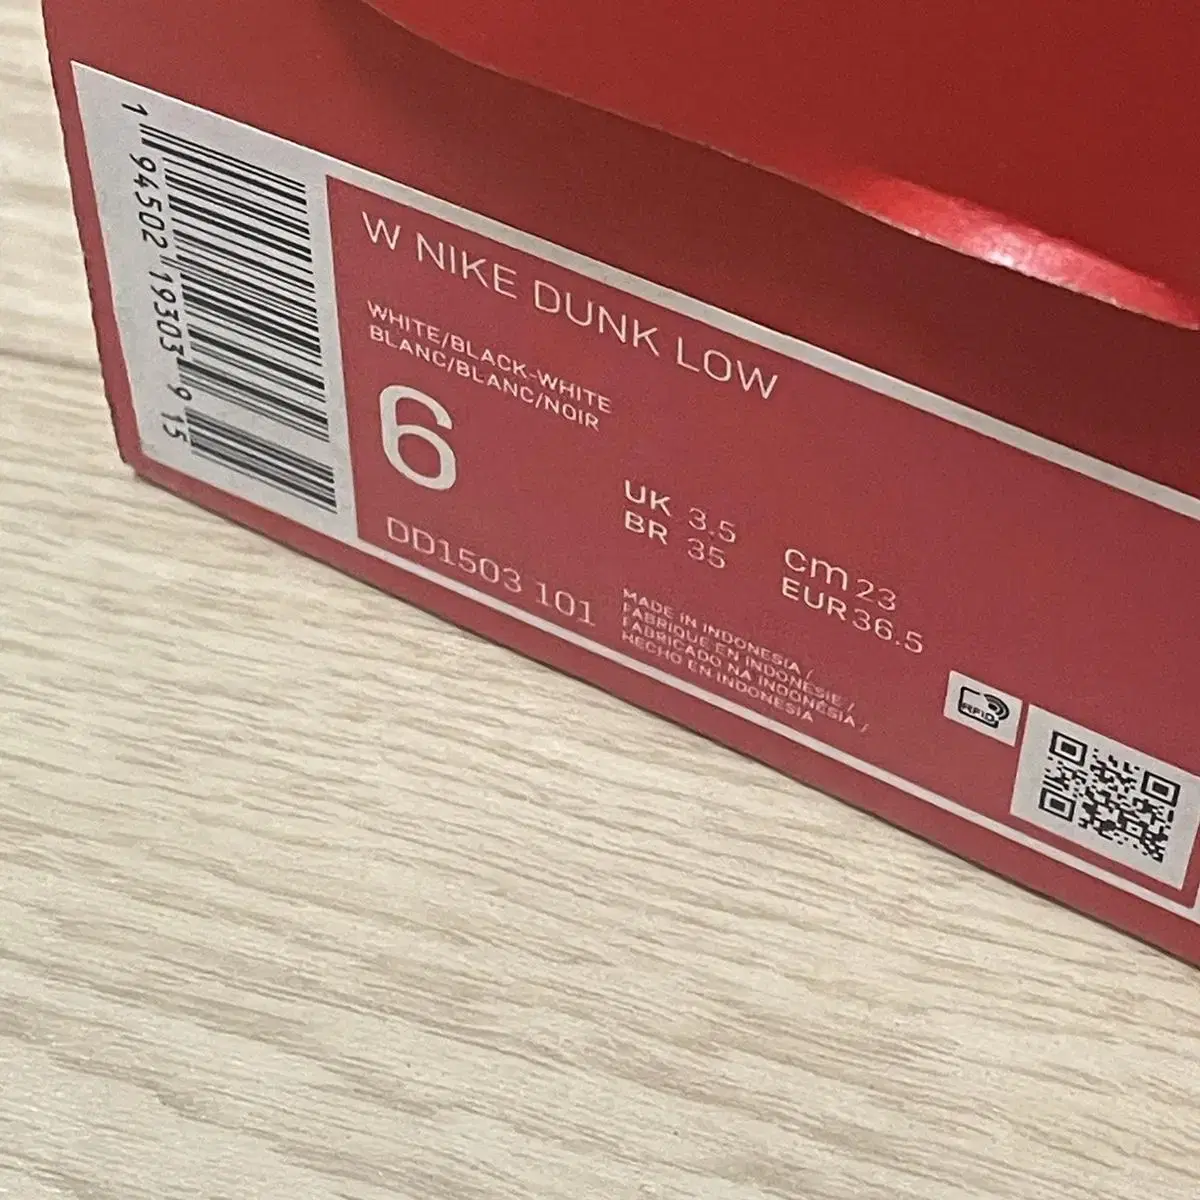 1 94502 19303 9 15
W NIKE DUNK LOW
WHITE/BLACK-WHITE
BLANC/BLANC/NOIR
6
UK 3.5
BR 35
cm 23
EUR 36.5
DD1503 101
MADE IN INDONESIA /
FABRIQUE EN INDONESIE /
FABRICADO NA INDONÉSIA /
HECHO EN INDONESIA
RFID